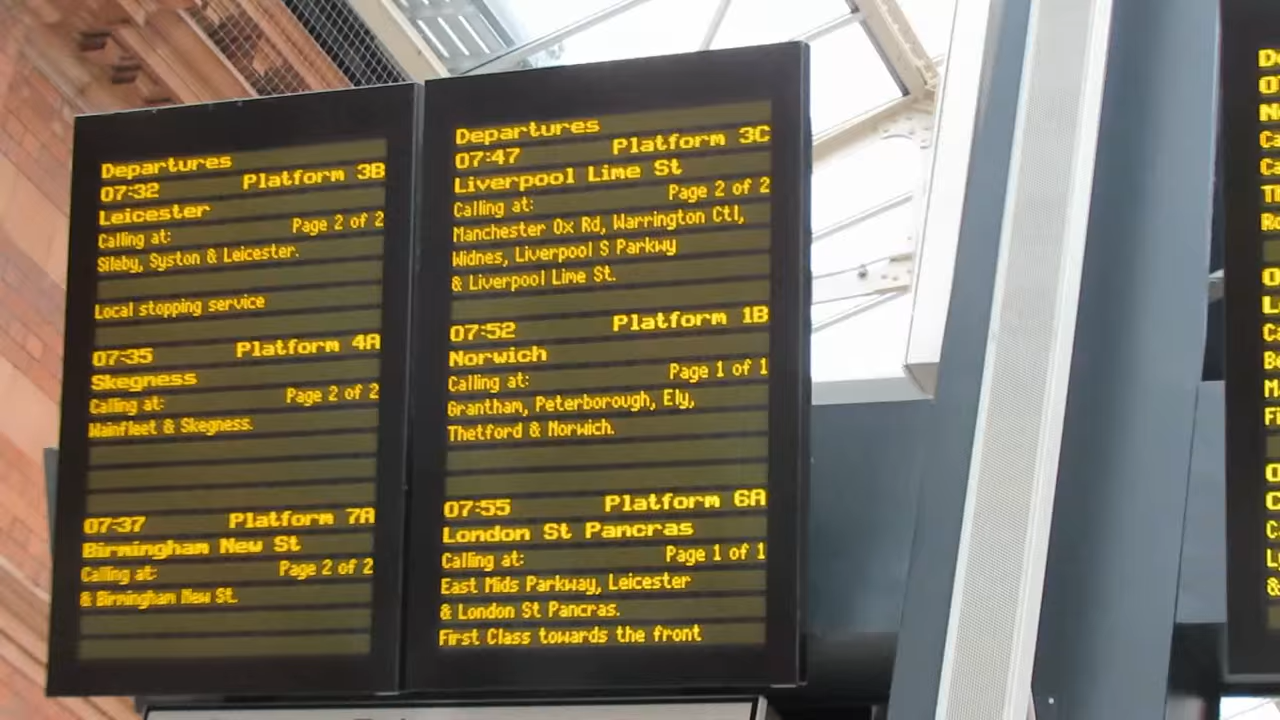 Departures
07:32 Platform 3B
Leicester
Calling at: Page 2 of 2
Sileby, Syston & Leicester.
Local stopping service
07:35 Platform 4A
Skegness
Calling at: Page 2 of 2
Wainfleet & Skegness.
07:37 Platform 7A
Birmingham New St
Calling at: Page 2 of 2
& Birmingham New St.
Departures
07:47 Platform 3C
Liverpool Lime St
Calling at: Page 2 of 2
Manchester Ox Rd, Warrington Ctl,
Widnes, Liverpool S Parkwy
& Liverpool Lime St.
07:52 Platform 1B
Norwich
Calling at: Page 1 of 1
Grantham, Peterborough, Ely,
Thetford & Norwich.
07:55 Platform 6A
London St Pancras
Calling at: Page 1 of 1
East Mids Parkway, Leicester
& London St Pancras.
First Class towards the front